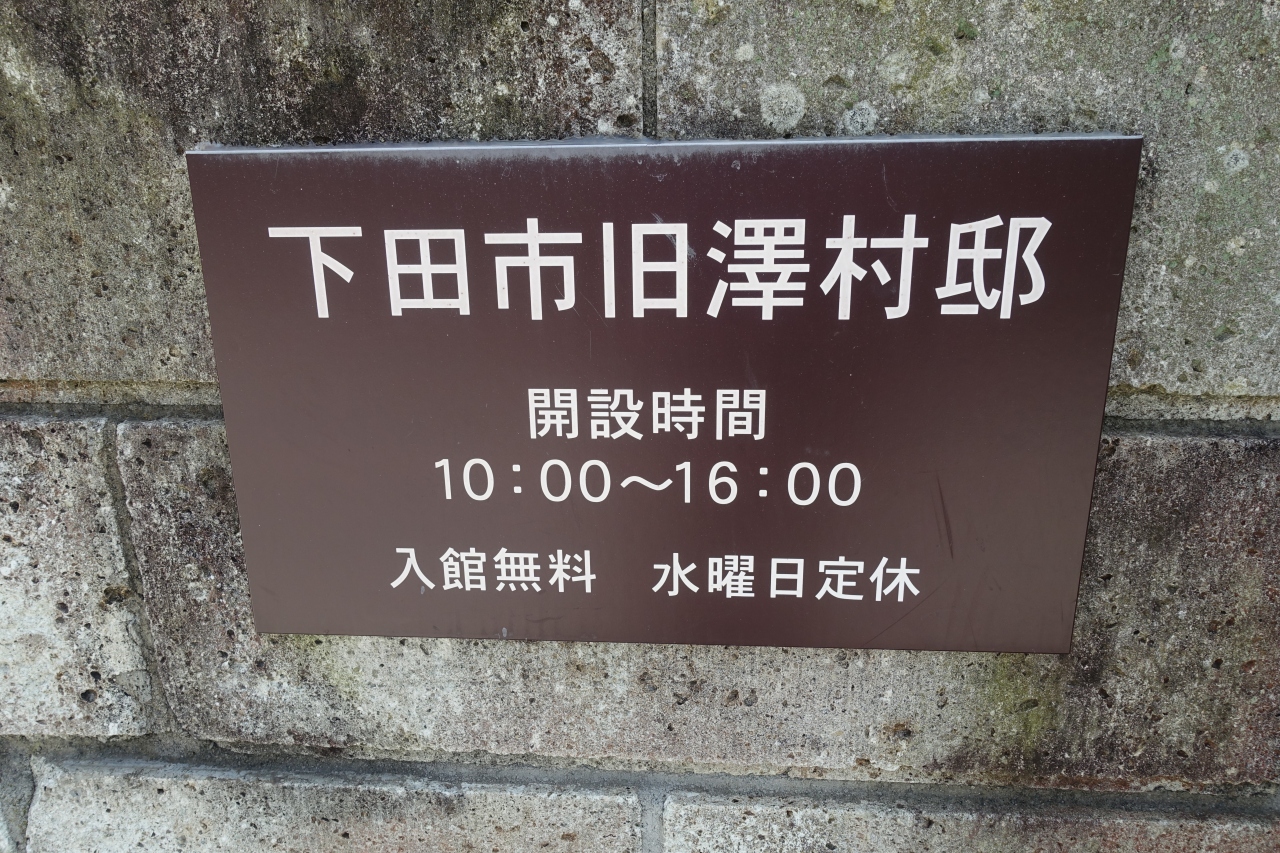 下田市旧澤村邸
開設時間
10：00～16：00
入館無料　水曜日定休